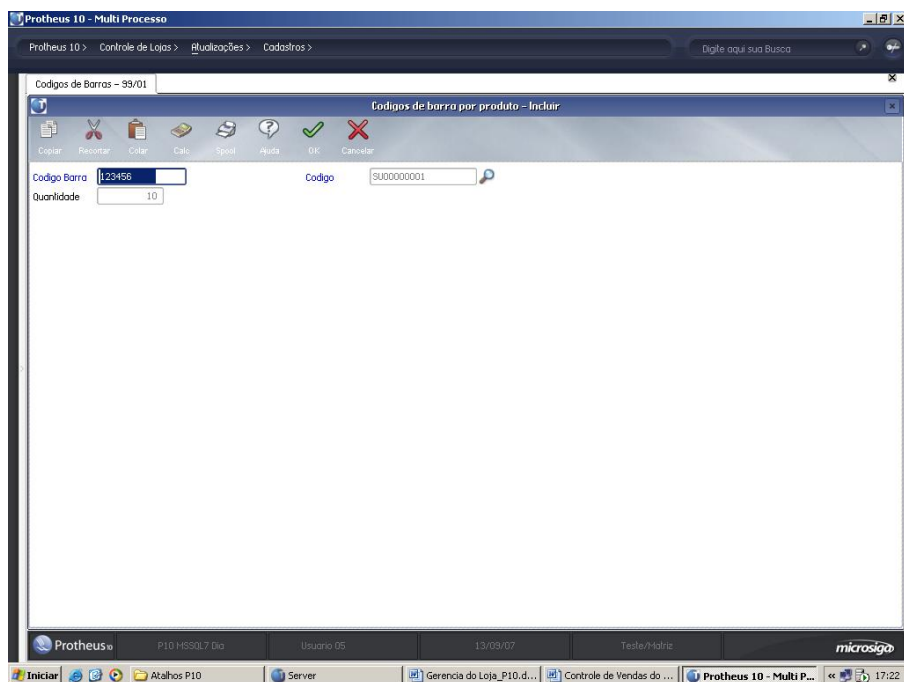 Protheus 10 - Multi Processo
Protheus 10 > Controle de Lojas > Atualizações > Cadastros > Digite aqui sua Busca
Codigos de Barras - 99/01
Codigos de barra por produto - Incluir
Copiar Recortar Colar Calc Spool Ajuda OK Cancelar
Codigo Barra 123456 Codigo SU00000001
Quantidade 10
Protheus 10 P10 MSSQL7 Dia Usuario 05 13/09/07 Teste/Matriz microsiga
Iniciar Atalhos P10 Server Gerencia do Loja_P10.d... Controle de Vendas do ... Protheus 10 - Multi P... « 17:22